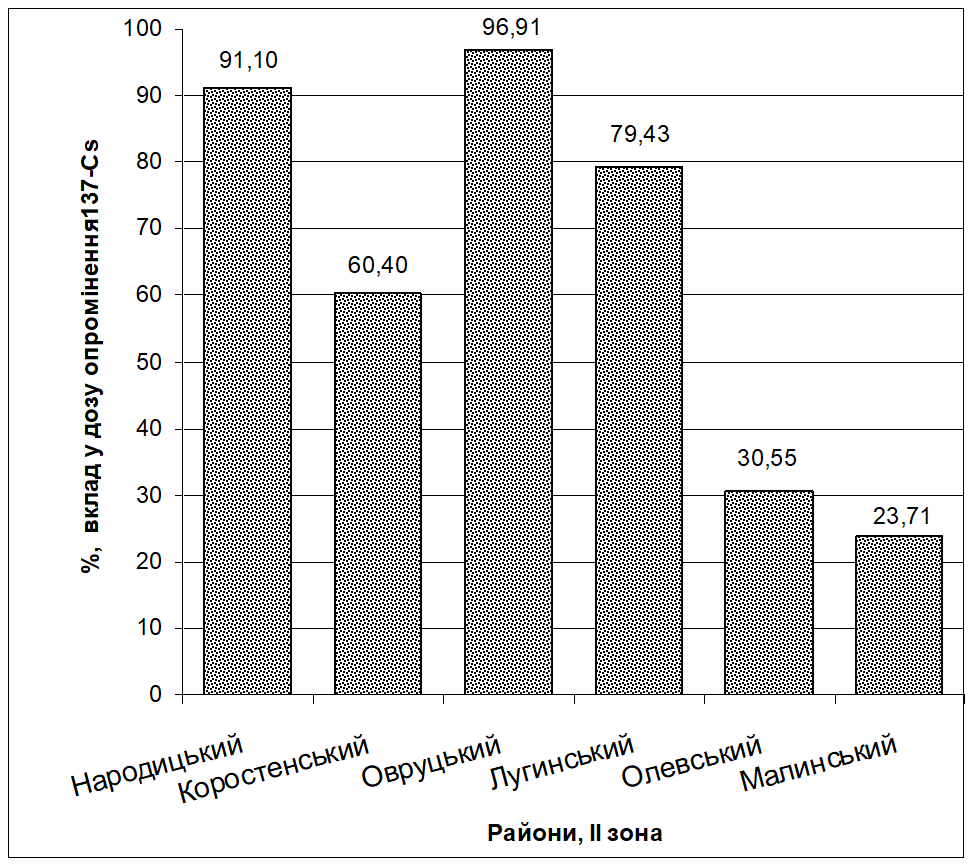 %, вклад у дозу опромінення137-Cs
100
90
80
70
60
50
40
30
20
10
0
91,10
60,40
96,91
79,43
30,55
23,71
Народицький
Коростенський
Овруцький
Лугинський
Олевський
Малинський
Райони, ІІ зона